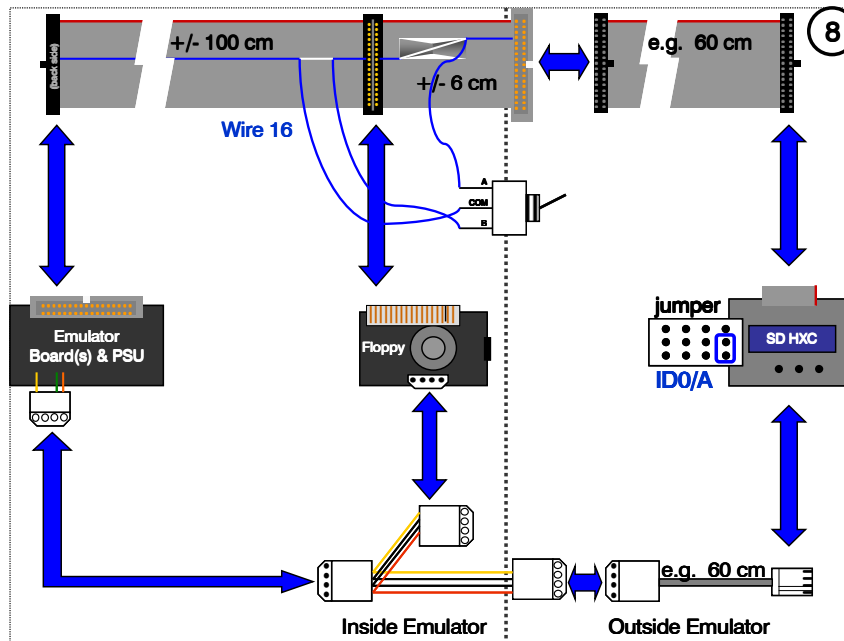 8
(back side)
+/- 100 cm
+/- 6 cm
e.g. 60 cm
Wire 16
A
COM
B
Emulator
Board(s) & PSU
Floppy
jumper
SD HXC
ID0/A
e.g. 60 cm
Inside Emulator
Outside Emulator